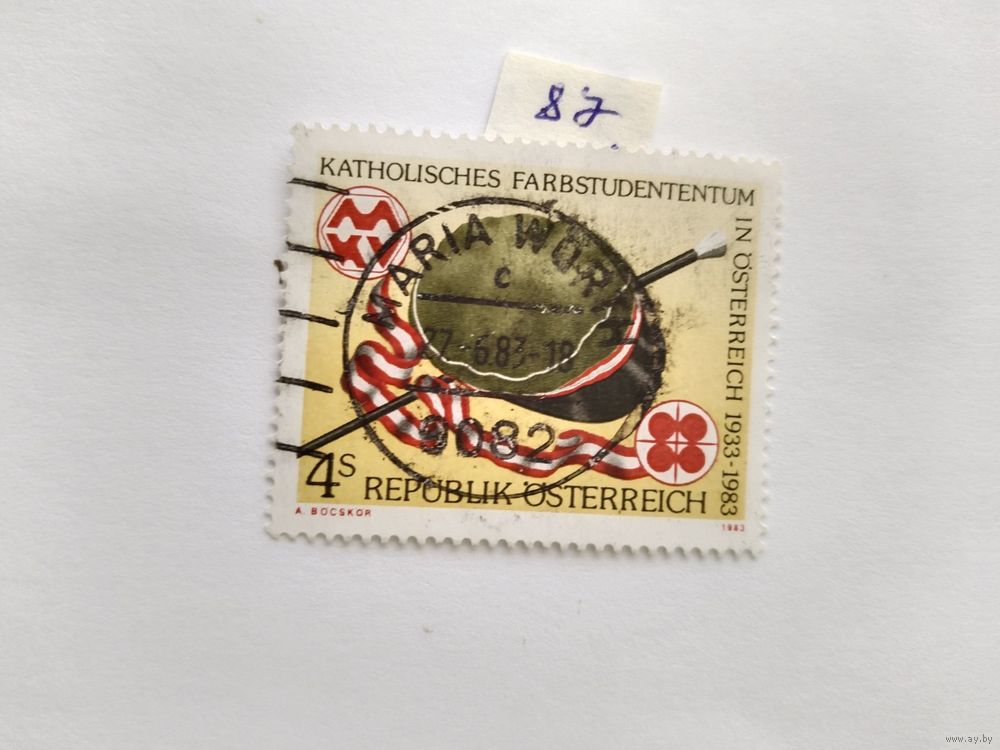 87
KATHOLISCHES FARBSTUDENTENTUM
IN ÖSTERREICH 1933-1983
MARIA WÖRTH
c
27.-6.83-18
9082
4S
REPUBLIK ÖSTERREICH
A. BÖCSKÖR
1983
www.ay.by